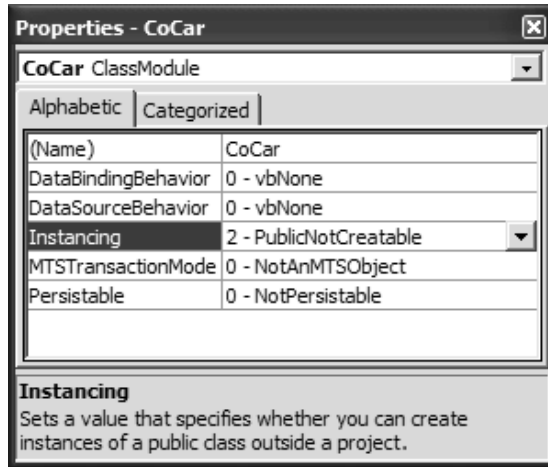 Properties - CoCar
CoCar ClassModule
Alphabetic Categorized
(Name) CoCar
DataBindingBehavior 0 - vbNone
DataSourceBehavior 0 - vbNone
Instancing 2 - PublicNotCreatable
MTSTransactionMode 0 - NotAnMTSObject
Persistable 0 - NotPersistable
Instancing
Sets a value that specifies whether you can create
instances of a public class outside a project.